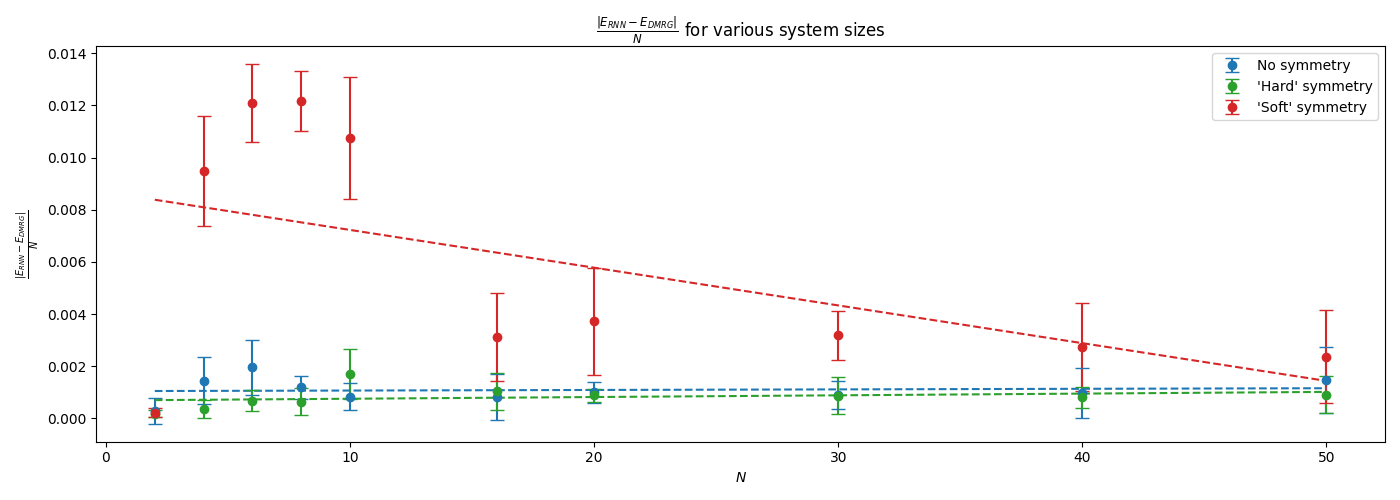 |E_RNN − E_DMRG| / N for various system sizes
0.014
0.012
0.010
0.008
0.006
0.004
0.002
0.000
|E_RNN − E_DMRG| / N
No symmetry
'Hard' symmetry
'Soft' symmetry
0 10 20 30 40 50
N